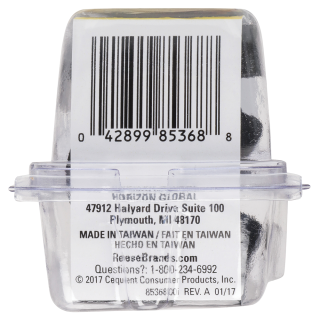 0 42899 85368 8
HORIZON GLOBAL
47912 Halyard Drive Suite 100
Plymouth, MI 48170
MADE IN TAIWAN / FAIT EN TAIWAN
HECHO EN TAIWÁN
ReeseBrands.com
Questions?: 1-800-234-6992
© 2017 Cequent Consumer Products, Inc.
REV. A 01/17